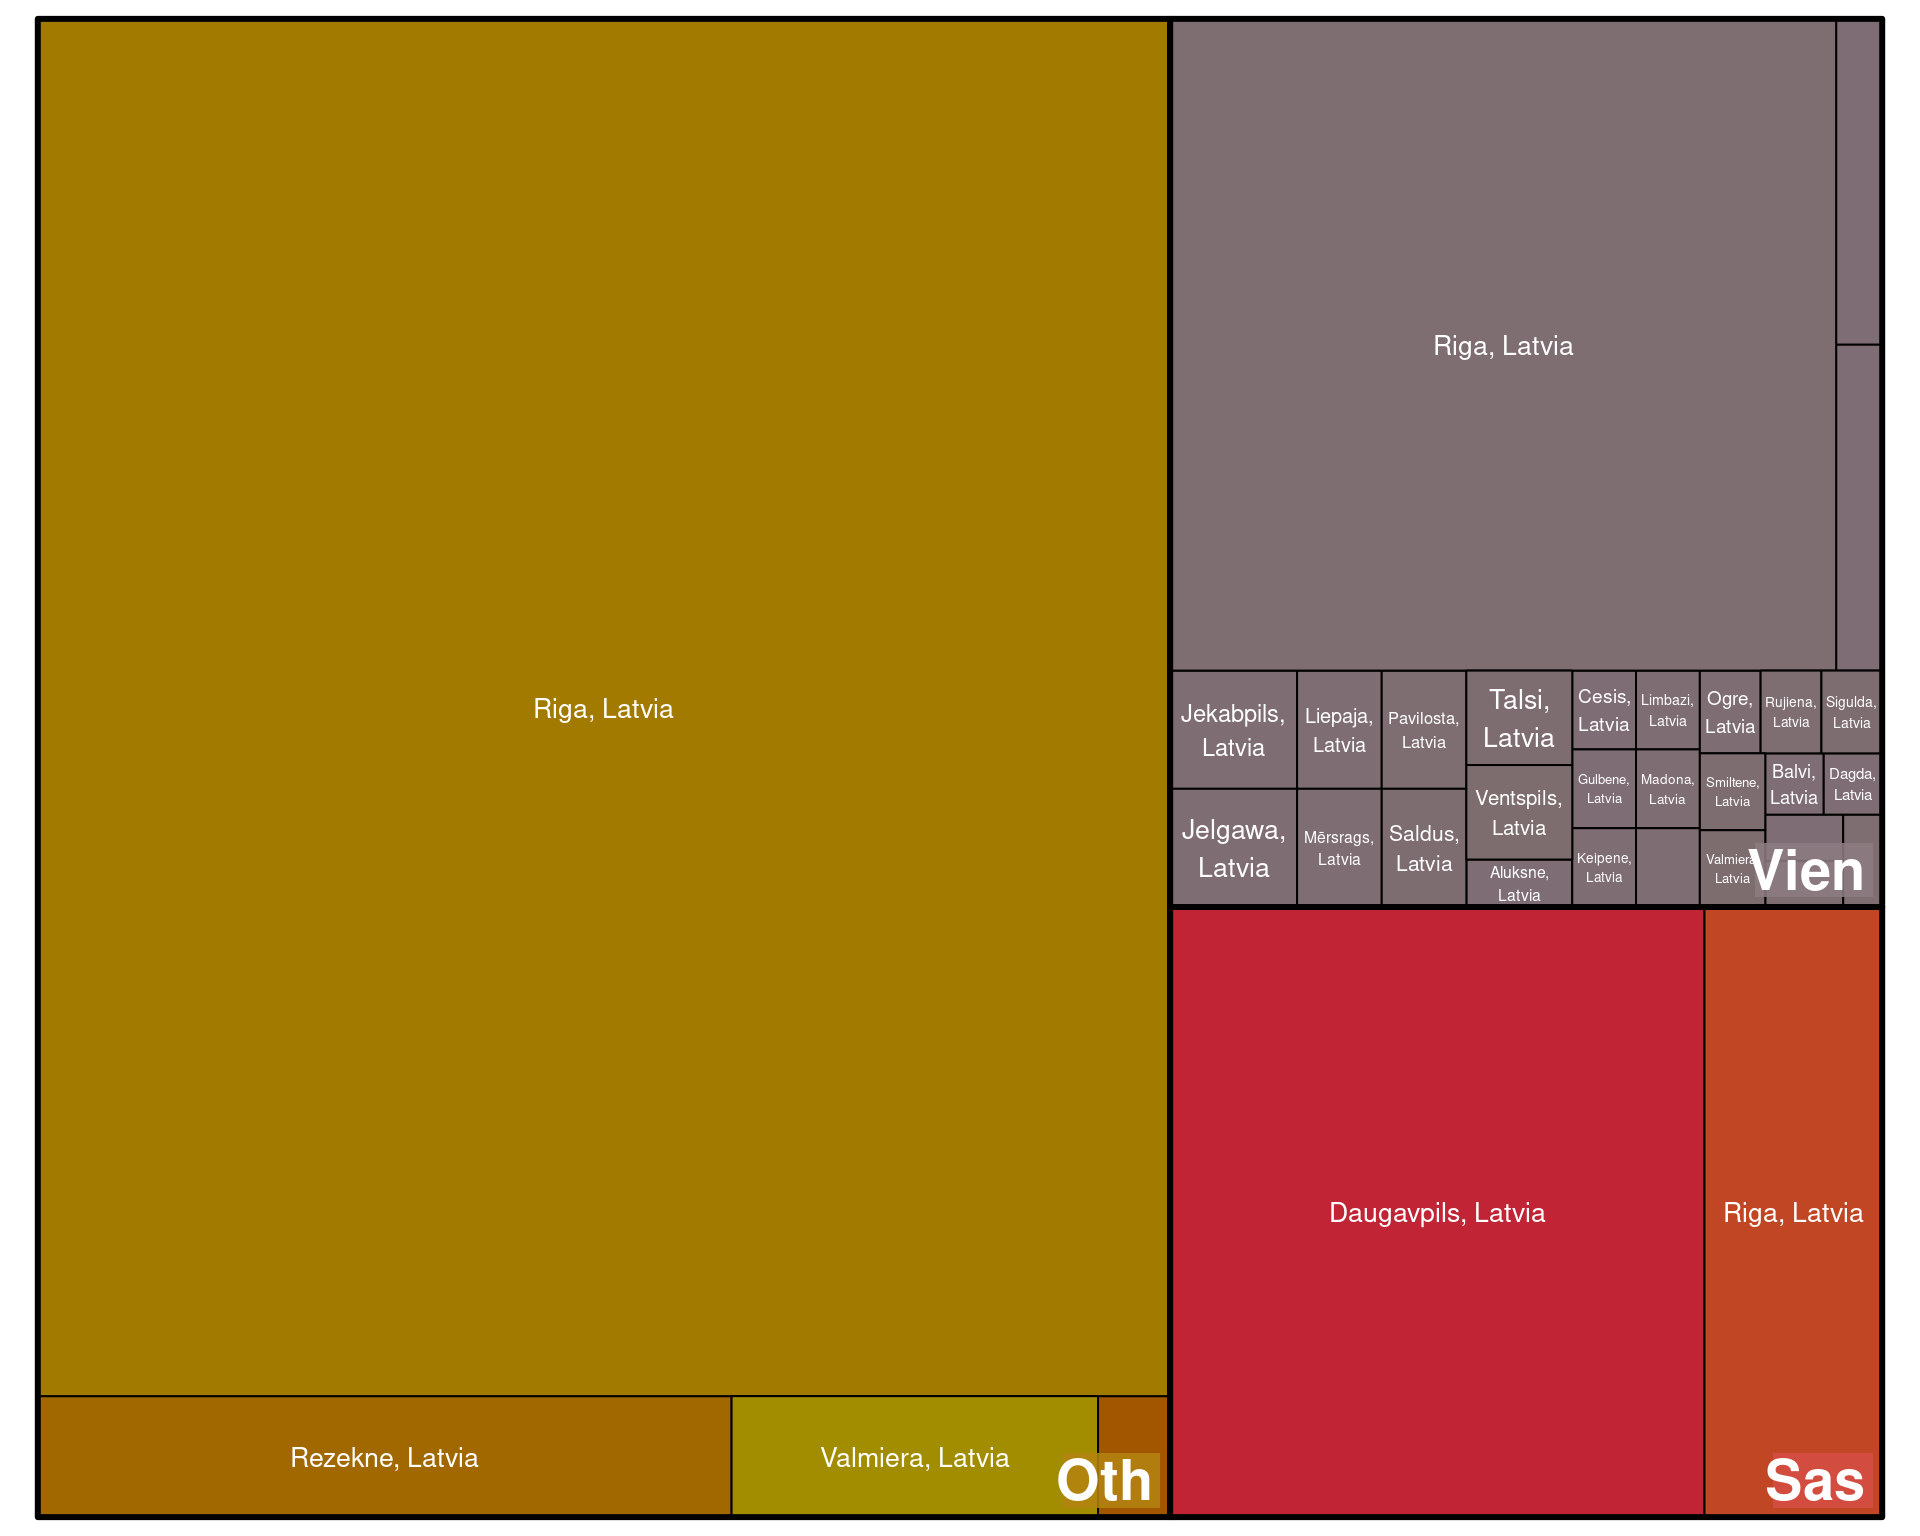 Riga, Latvia
Rezekne, Latvia
Valmiera, Latvia
Oth
Riga, Latvia
Jekabpils,
Latvia
Liepaja,
Latvia
Pavilosta,
Latvia
Talsi,
Latvia
Cesis,
Latvia
Limbazi,
Latvia
Ogre,
Latvia
Rujiena,
Latvia
Sigulda,
Latvia
Jelgawa,
Latvia
Mērsrags,
Latvia
Saldus,
Latvia
Ventspils,
Latvia
Aluksne,
Latvia
Gulbene,
Latvia
Madona,
Latvia
Keipene,
Latvia
Smiltene,
Latvia
Balvi,
Latvia
Dagda,
Latvia
Valmiera,
Latvia
Vien
Daugavpils, Latvia
Riga, Latvia
Sas